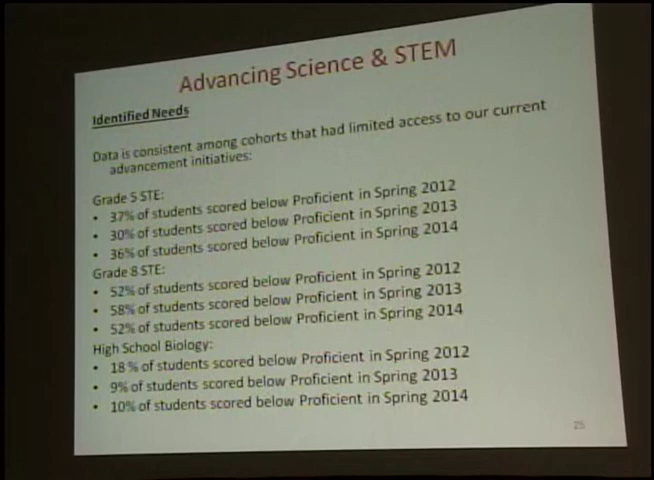 Advancing Science & STEM
Identified Needs
Data is consistent among cohorts that had limited access to our current
advancement initiatives:
Grade 5 STE:
• 37% of students scored below Proficient in Spring 2012
• 30% of students scored below Proficient in Spring 2013
• 36% of students scored below Proficient in Spring 2014
Grade 8 STE:
• 52% of students scored below Proficient in Spring 2012
• 58% of students scored below Proficient in Spring 2013
• 52% of students scored below Proficient in Spring 2014
High School Biology:
• 18% of students scored below Proficient in Spring 2012
• 9% of students scored below Proficient in Spring 2013
• 10% of students scored below Proficient in Spring 2014
25